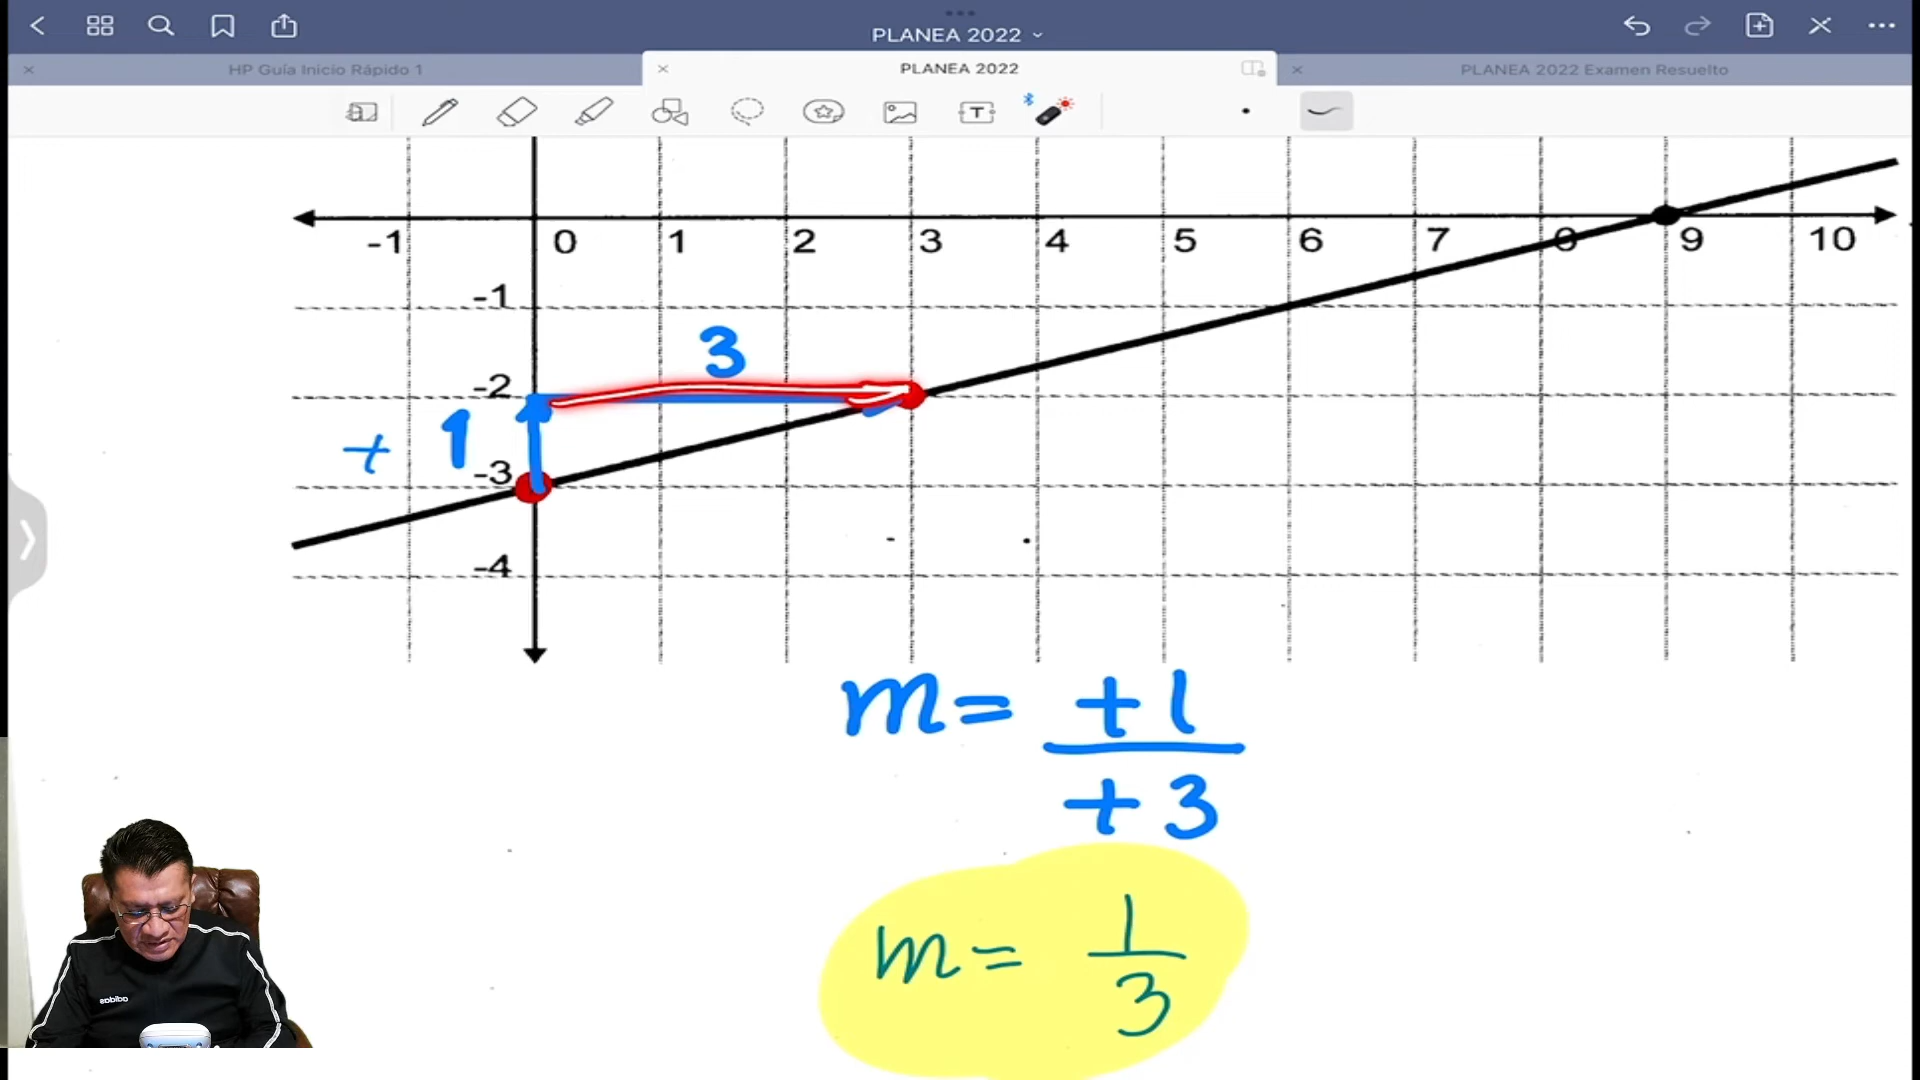 PLANEA 2022
HP Guía Inicio Rápido 1
PLANEA 2022
PLANEA 2022 Examen Resuelto
T
-1 0 1 2 3 4 5 6 7 8 9 10
-1
3
-2
+ 1
-3
-4
m = +1
+3
m = 1
3
adidas